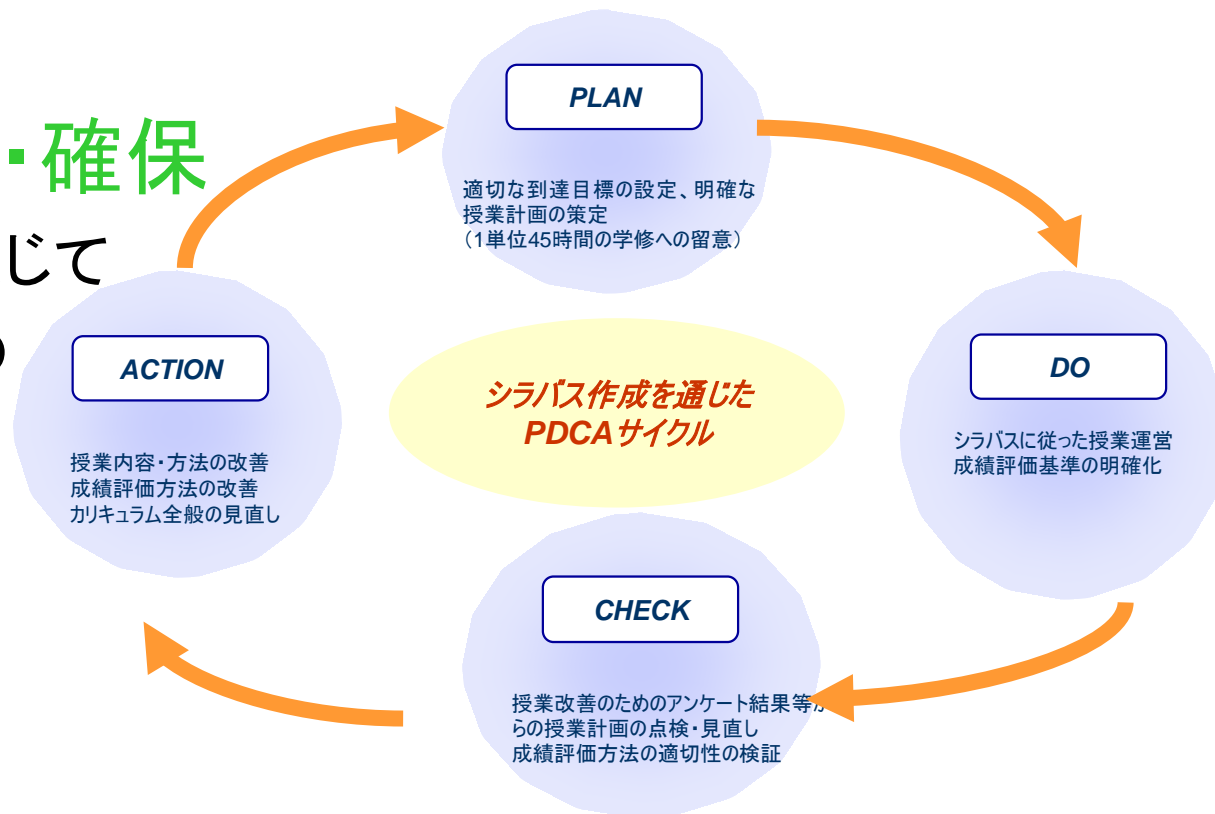 ・確保
じて
PLAN
適切な到達目標の設定、明確な
授業計画の策定
(1単位45時間の学修への留意)
ACTION
授業内容・方法の改善
成績評価方法の改善
カリキュラム全般の見直し
シラバス作成を通じた
PDCAサイクル
DO
シラバスに従った授業運営
成績評価基準の明確化
CHECK
授業改善のためのアンケート結果等か
らの授業計画の点検・見直し
成績評価方法の適切性の検証